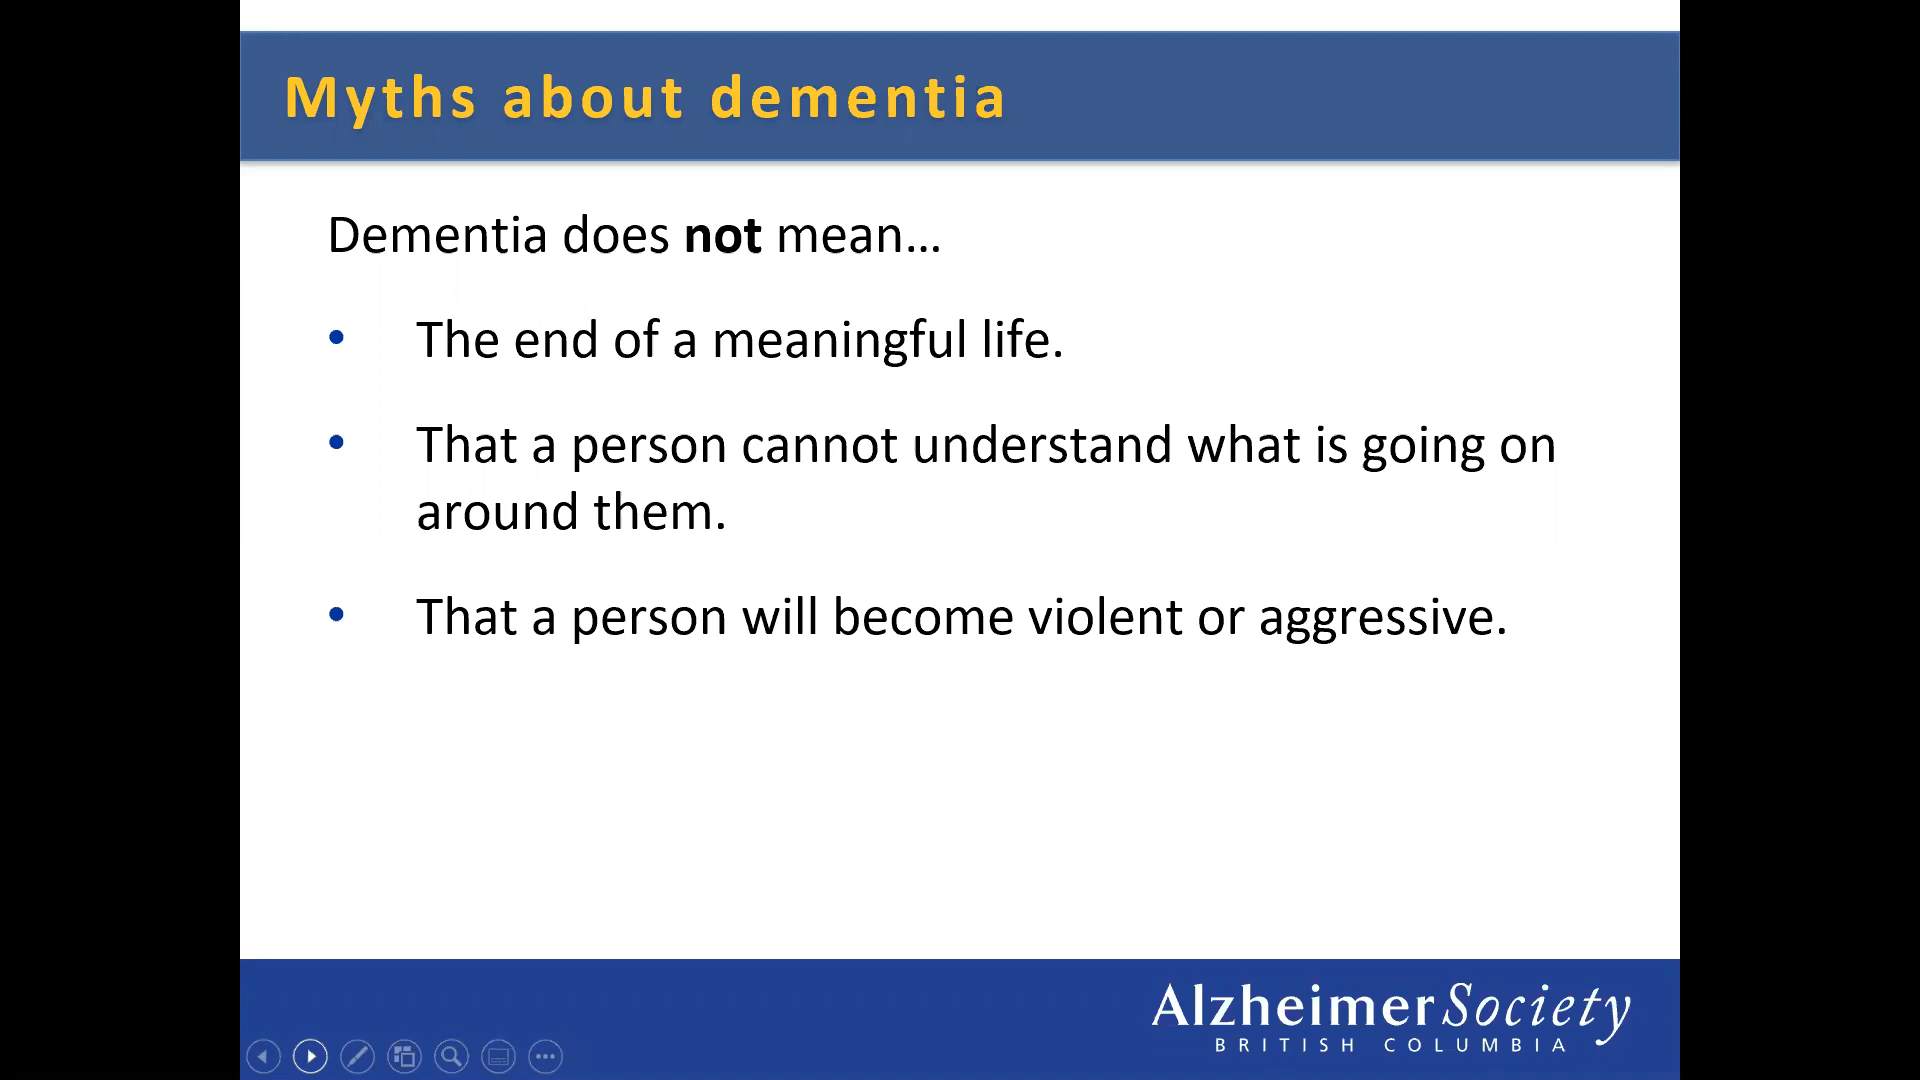 Myths about dementia
Dementia does not mean...
• The end of a meaningful life.
• That a person cannot understand what is going on
around them.
• That a person will become violent or aggressive.
AlzheimerSociety
BRITISH COLUMBIA